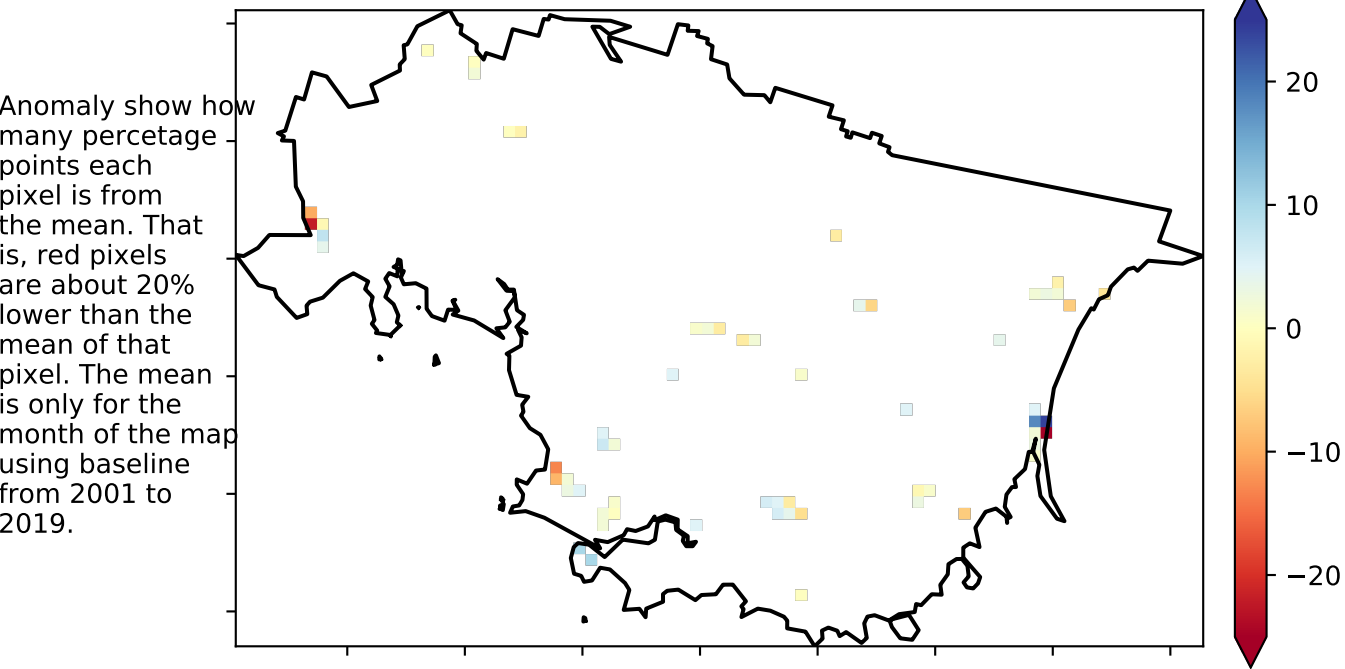 Anomaly show how
many percetage
points each
pixel is from
the mean. That
is, red pixels
are about 20%
lower than the
mean of that
pixel. The mean
is only for the
month of the map
using baseline
from 2001 to
2019.
20
10
0
−10
−20